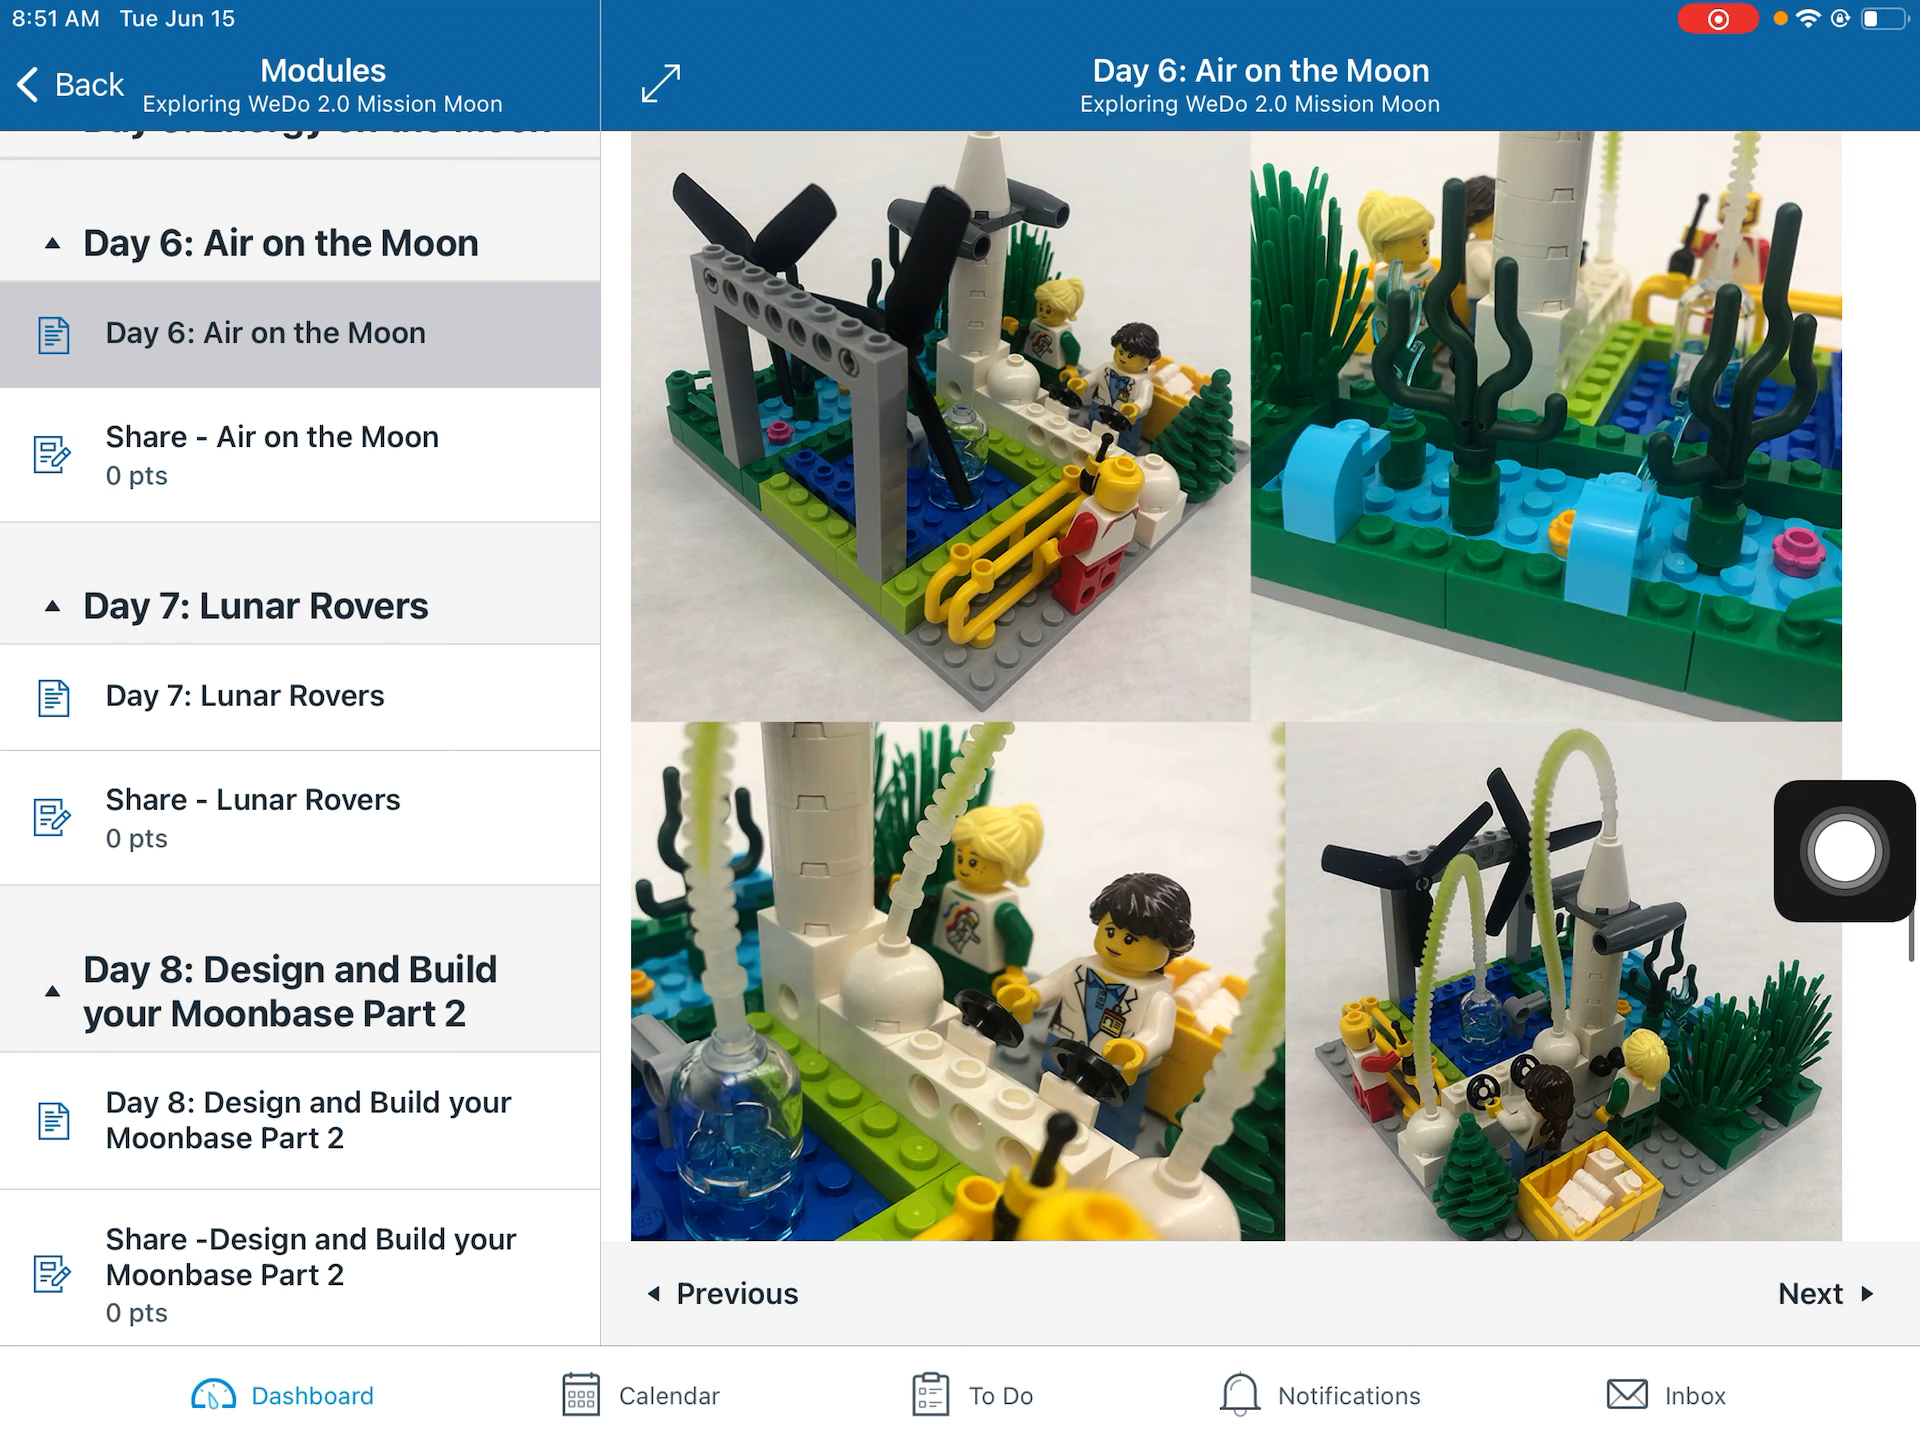 8:51 AM Tue Jun 15
Back
Modules
Exploring WeDo 2.0 Mission Moon
Day 6: Air on the Moon
Exploring WeDo 2.0 Mission Moon
Day 6: Air on the Moon
Day 6: Air on the Moon
Share - Air on the Moon
0 pts
Day 7: Lunar Rovers
Day 7: Lunar Rovers
Share - Lunar Rovers
0 pts
Day 8: Design and Build
your Moonbase Part 2
Day 8: Design and Build your
Moonbase Part 2
Share -Design and Build your
Moonbase Part 2
0 pts
Previous
Next
Dashboard
Calendar
To Do
Notifications
Inbox